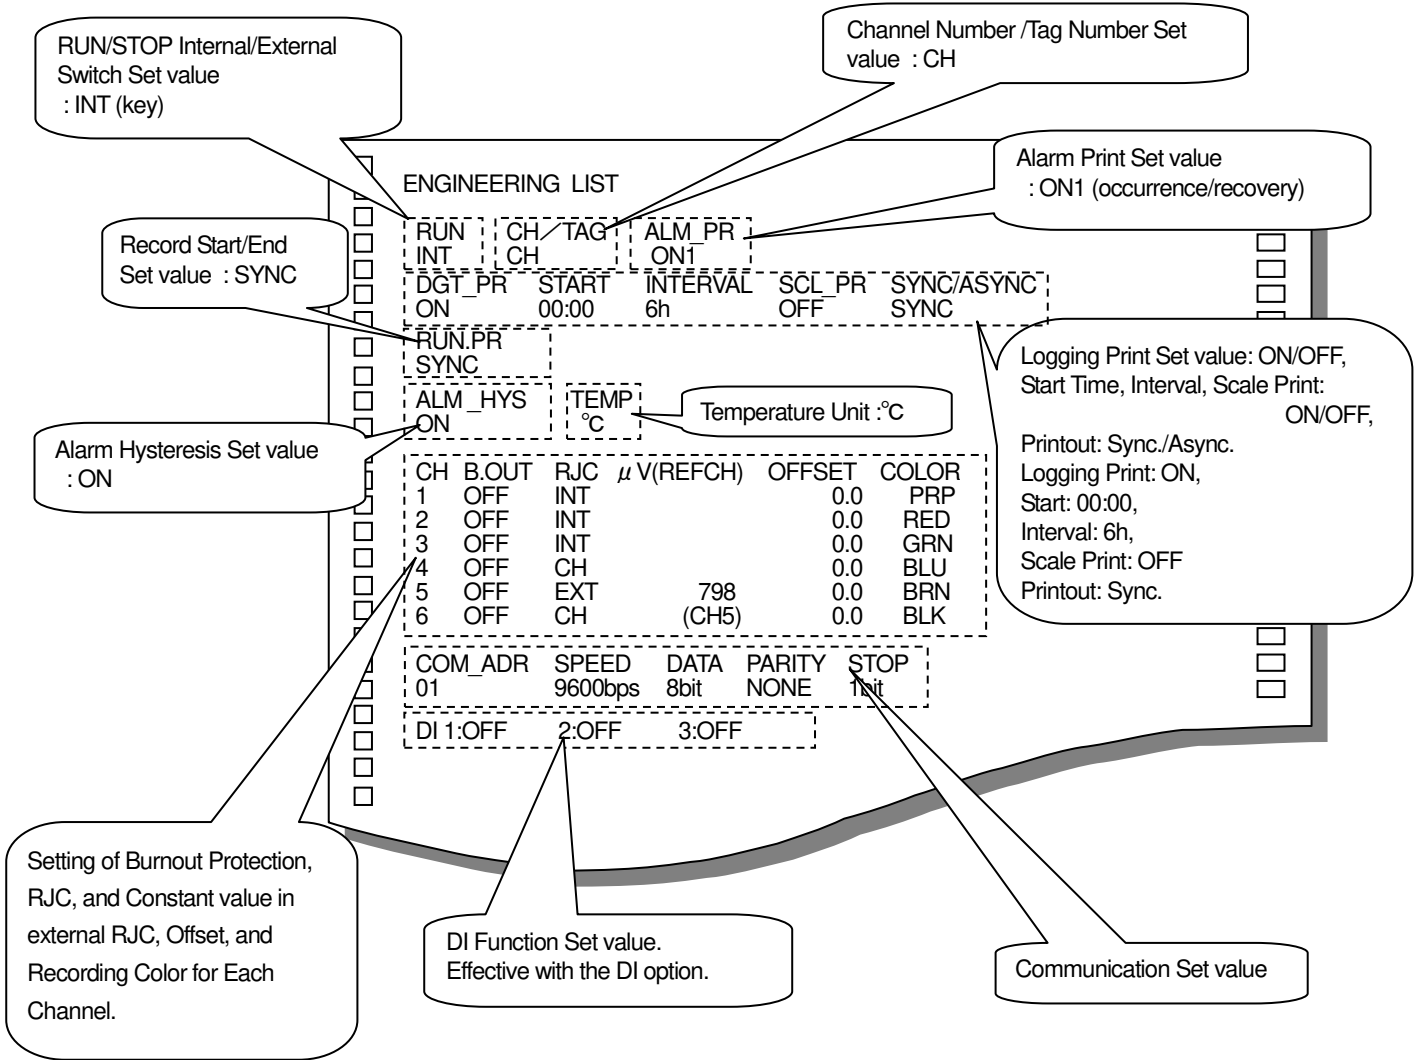 RUN/STOP Internal/External
Switch Set value
: INT (key)
Channel Number /Tag Number Set
value : CH
Alarm Print Set value
: ON1 (occurrence/recovery)
Record Start/End
Set value : SYNC
ENGINEERING LIST
RUN CH／TAG ALM_PR
INT CH ON1
DGT_PR START INTERVAL SCL_PR SYNC/ASYNC
ON 00:00 6h OFF SYNC
RUN.PR
SYNC
ALM_HYS TEMP
ON ℃
Temperature Unit :℃
Logging Print Set value: ON/OFF,
Start Time, Interval, Scale Print:
ON/OFF,
Printout: Sync./Async.
Logging Print: ON,
Start: 00:00,
Interval: 6h,
Scale Print: OFF
Printout: Sync.
Alarm Hysteresis Set value
: ON
CH B.OUT RJC μV(REFCH) OFFSET COLOR
1 OFF INT 0.0 PRP
2 OFF INT 0.0 RED
3 OFF INT 0.0 GRN
4 OFF CH 0.0 BLU
5 OFF EXT 798 0.0 BRN
6 OFF CH (CH5) 0.0 BLK
COM_ADR SPEED DATA PARITY STOP
01 9600bps 8bit NONE 1bit
DI 1:OFF 2:OFF 3:OFF
Setting of Burnout Protection,
RJC, and Constant value in
external RJC, Offset, and
Recording Color for Each
Channel.
DI Function Set value.
Effective with the DI option.
Communication Set value